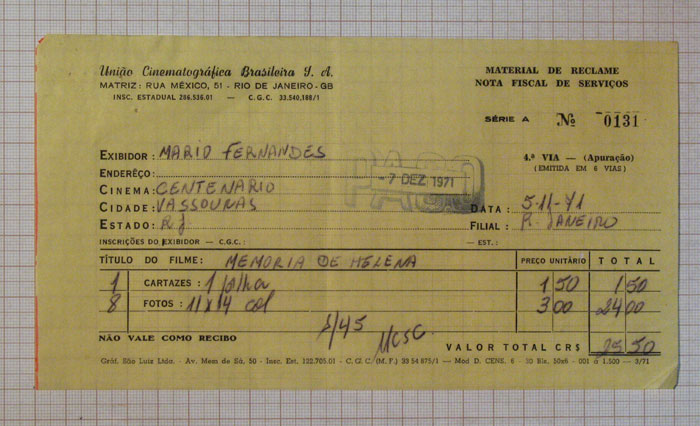 União Cinematográfica Brasileira S. A.
MATRIZ: RUA MÉXICO, 51 - RIO DE JANEIRO-GB
INSC. ESTADUAL 286.536.01 — C.G.C. 33.540.188/1
MATERIAL DE RECLAME
NOTA FISCAL DE SERVIÇOS
SÉRIE A Nº 0131
4.ª VIA — (Apuração)
(EMITIDA EM 6 VIAS)
EXIBIDOR: MARIO FERNANDES
ENDERÊÇO:
CINEMA: CENTENARIO
PAGO
-7 DEZ 1971
CIDADE: VASSOURAS
DATA: 5-11-71
ESTADO: R.J.
FILIAL: R. JANEIRO
INSCRIÇÕES DO EXIBIDOR — C.G.C.: — EST.:
TÍTULO DO FILME: MEMORIA DE HELENA PREÇO UNITÁRIO TOTAL
1 CARTAZES: 1 folha 1 50 1 50
8 FOTOS: 11x14 col 3 00 24 00
NÃO VALE COMO RECIBO
VALOR TOTAL CR$ 25 50
Gráf. São Luiz Ltda. - Av. Mem de Sá, 50 - Insc. Est. 122.705.01 - C.G.C. (M.F.) 33 54 875/1 — Mod D. CENS. 6 - 10 Bls. 50x6 - 001 a 1.500 — 3/71